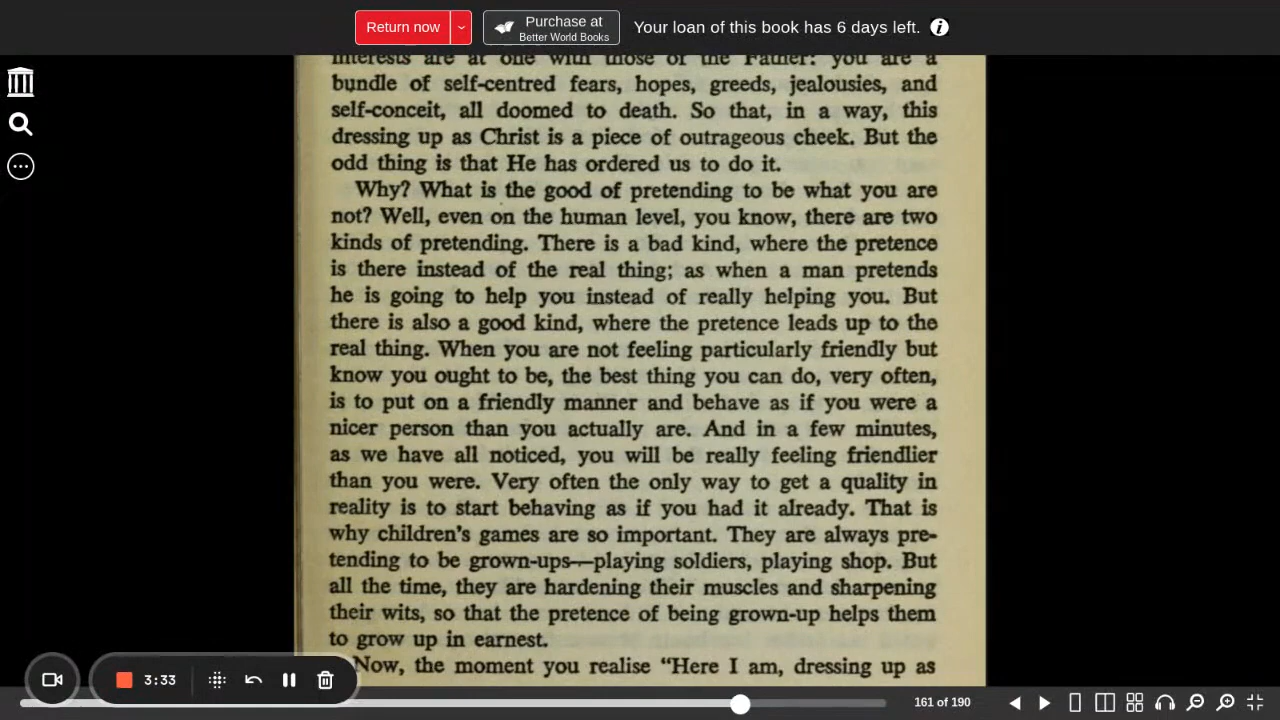 Return now
Purchase at
Better World Books
Your loan of this book has 6 days left.
interests are at one with those of the Father: you are a
bundle of self-centred fears, hopes, greeds, jealousies, and
self-conceit, all doomed to death. So that, in a way, this
dressing up as Christ is a piece of outrageous cheek. But the
odd thing is that He has ordered us to do it.
Why? What is the good of pretending to be what you are
not? Well, even on the human level, you know, there are two
kinds of pretending. There is a bad kind, where the pretence
is there instead of the real thing; as when a man pretends
he is going to help you instead of really helping you. But
there is also a good kind, where the pretence leads up to the
real thing. When you are not feeling particularly friendly but
know you ought to be, the best thing you can do, very often,
is to put on a friendly manner and behave as if you were a
nicer person than you actually are. And in a few minutes,
as we have all noticed, you will be really feeling friendlier
than you were. Very often the only way to get a quality in
reality is to start behaving as if you had it already. That is
why children's games are so important. They are always pre-
tending to be grown-ups—playing soldiers, playing shop. But
all the time, they are hardening their muscles and sharpening
their wits, so that the pretence of being grown-up helps them
to grow up in earnest.
Now, the moment you realise "Here I am, dressing up as
3:33
161 of 190